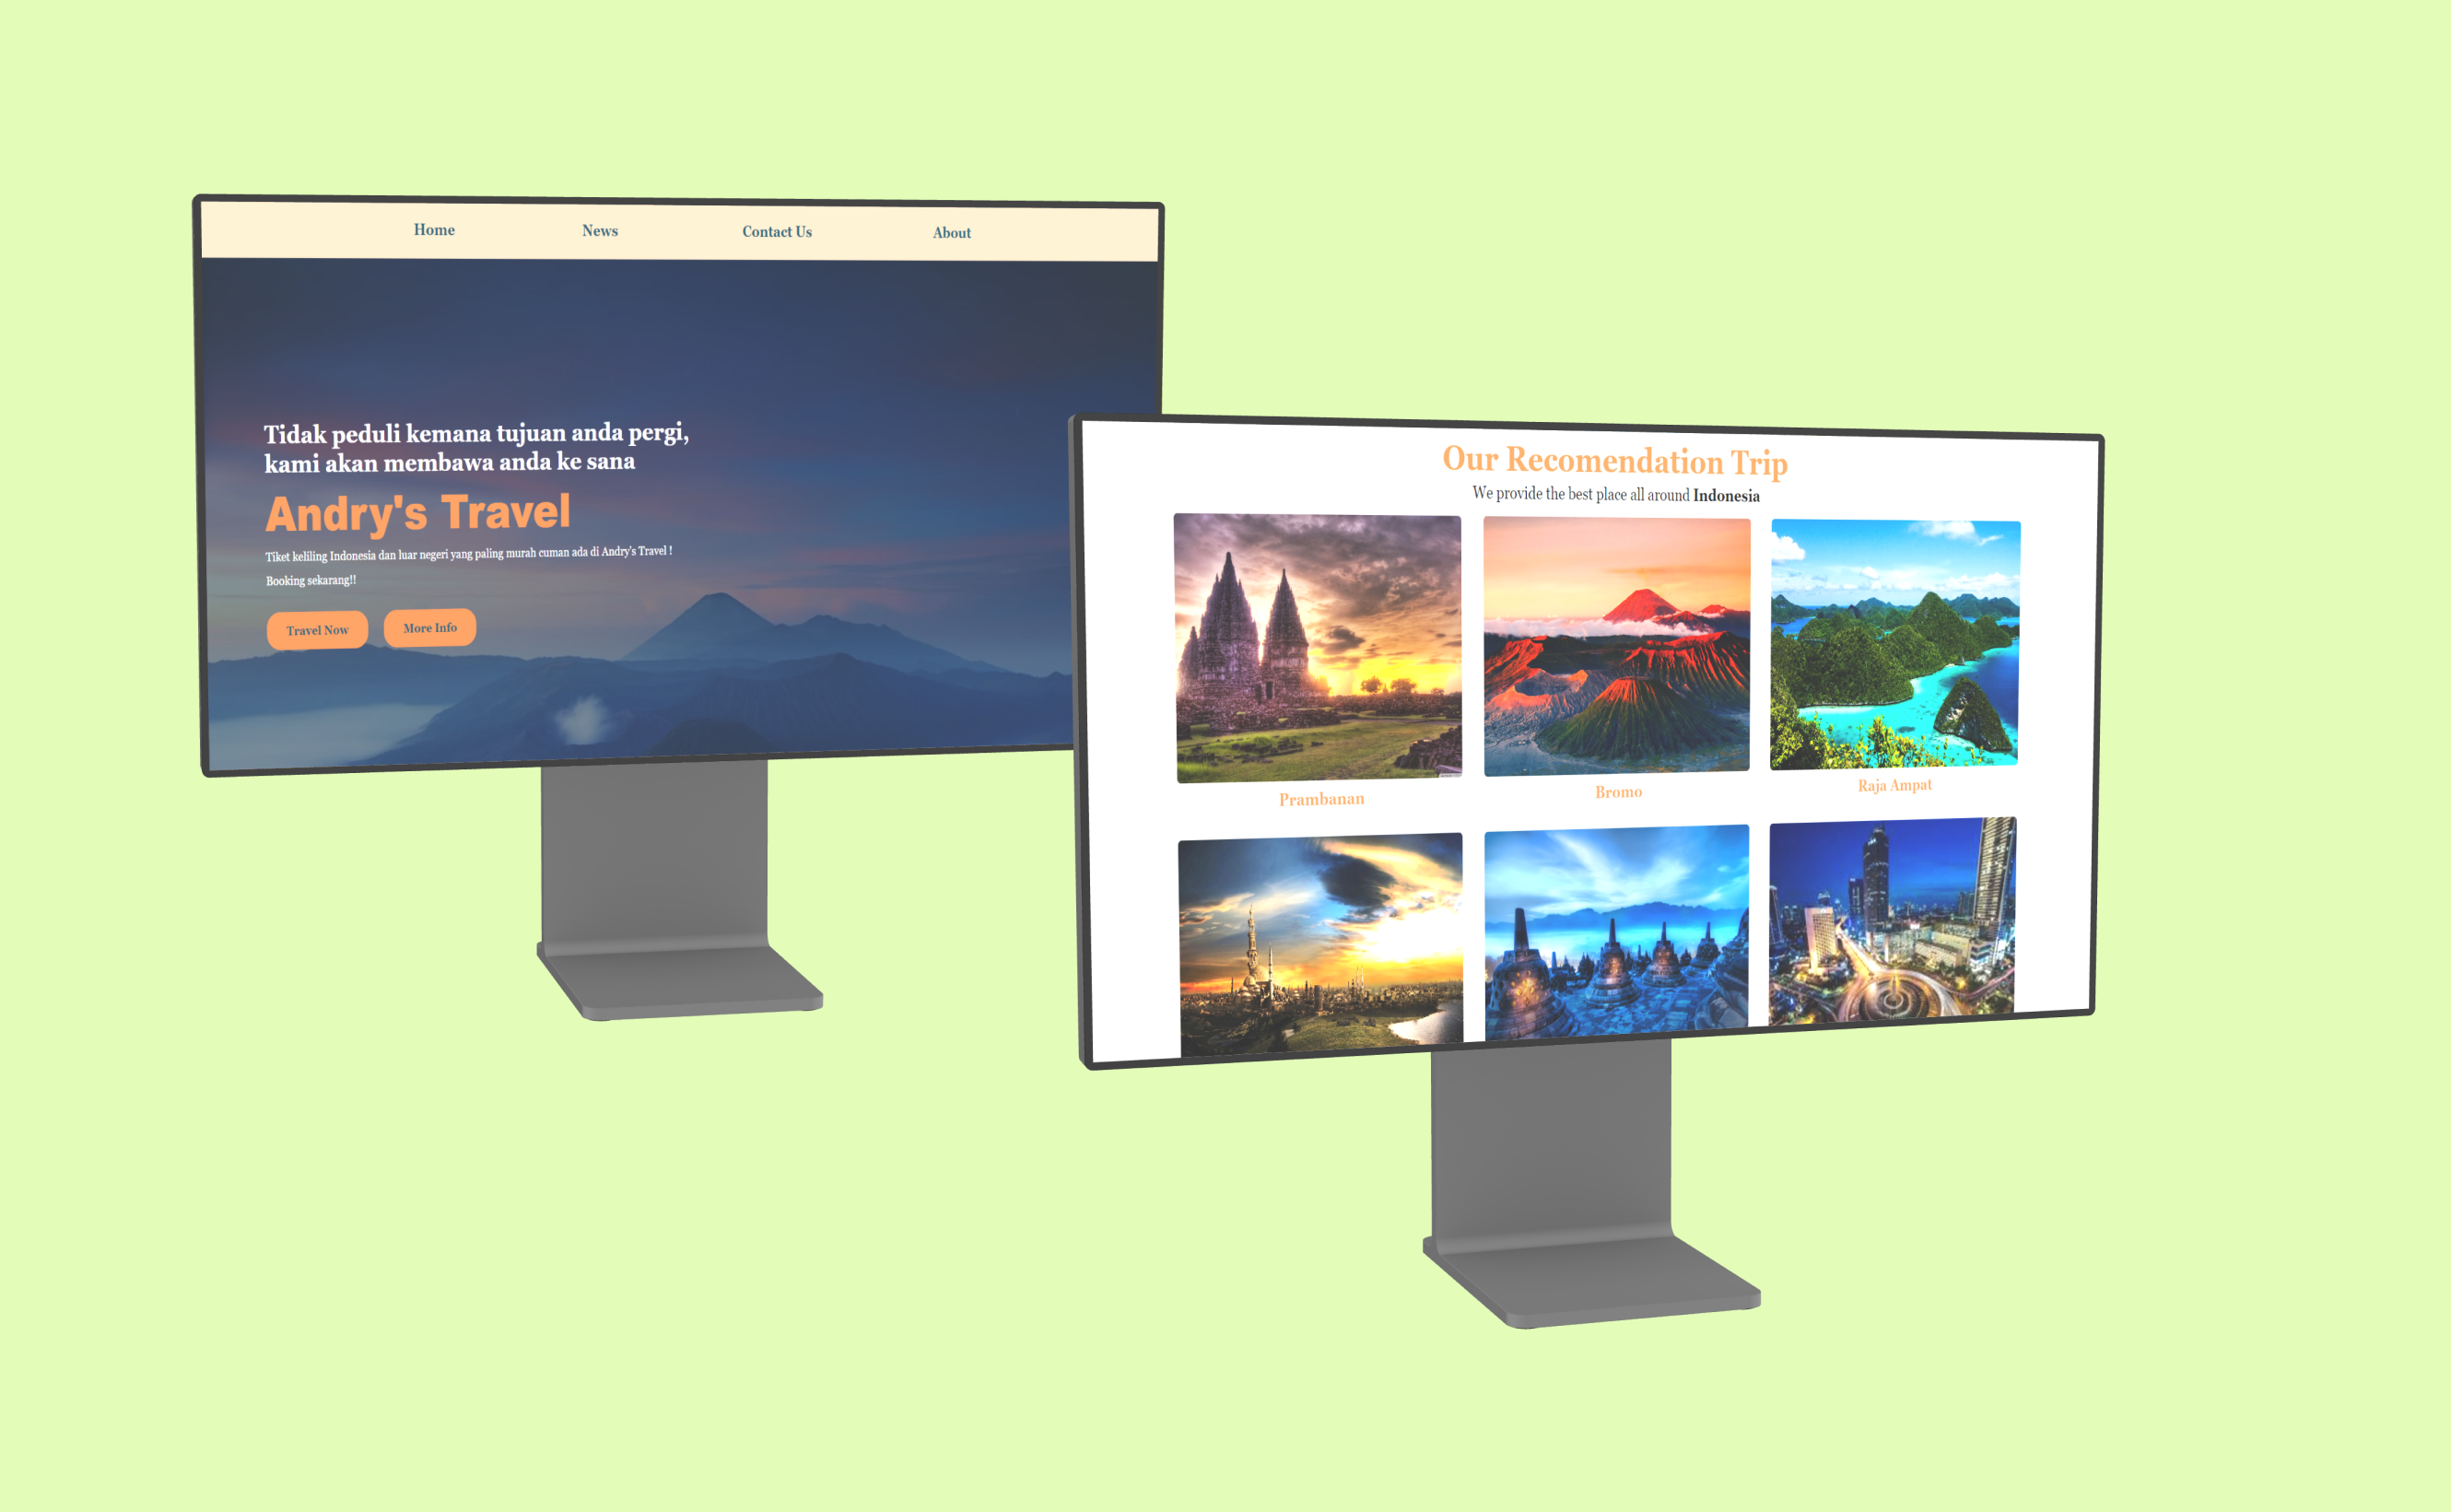 Home
News
Contact Us
About
Tidak peduli kemana tujuan anda pergi,
kami akan membawa anda ke sana
Andry's Travel
Tiket keliling Indonesia dan luar negeri yang paling murah cuman ada di Andry's Travel !
Booking sekarang!!
Travel Now
More Info
Our Recomendation Trip
We provide the best place all around Indonesia
Prambanan
Bromo
Raja Ampat